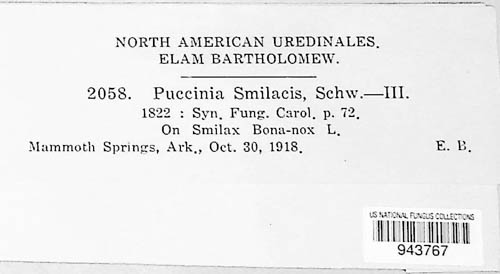 NORTH AMERICAN UREDINALES.
ELAM BARTHOLOMEW.
2058. Puccinia Smilacis, Schw.—III.
1822 : Syn. Fung. Carol. p. 72.
On Smilax Bona-nox L.
Mammoth Springs, Ark., Oct. 30, 1918. E. B.
US NATIONAL FUNGUS COLLECTIONS
943767